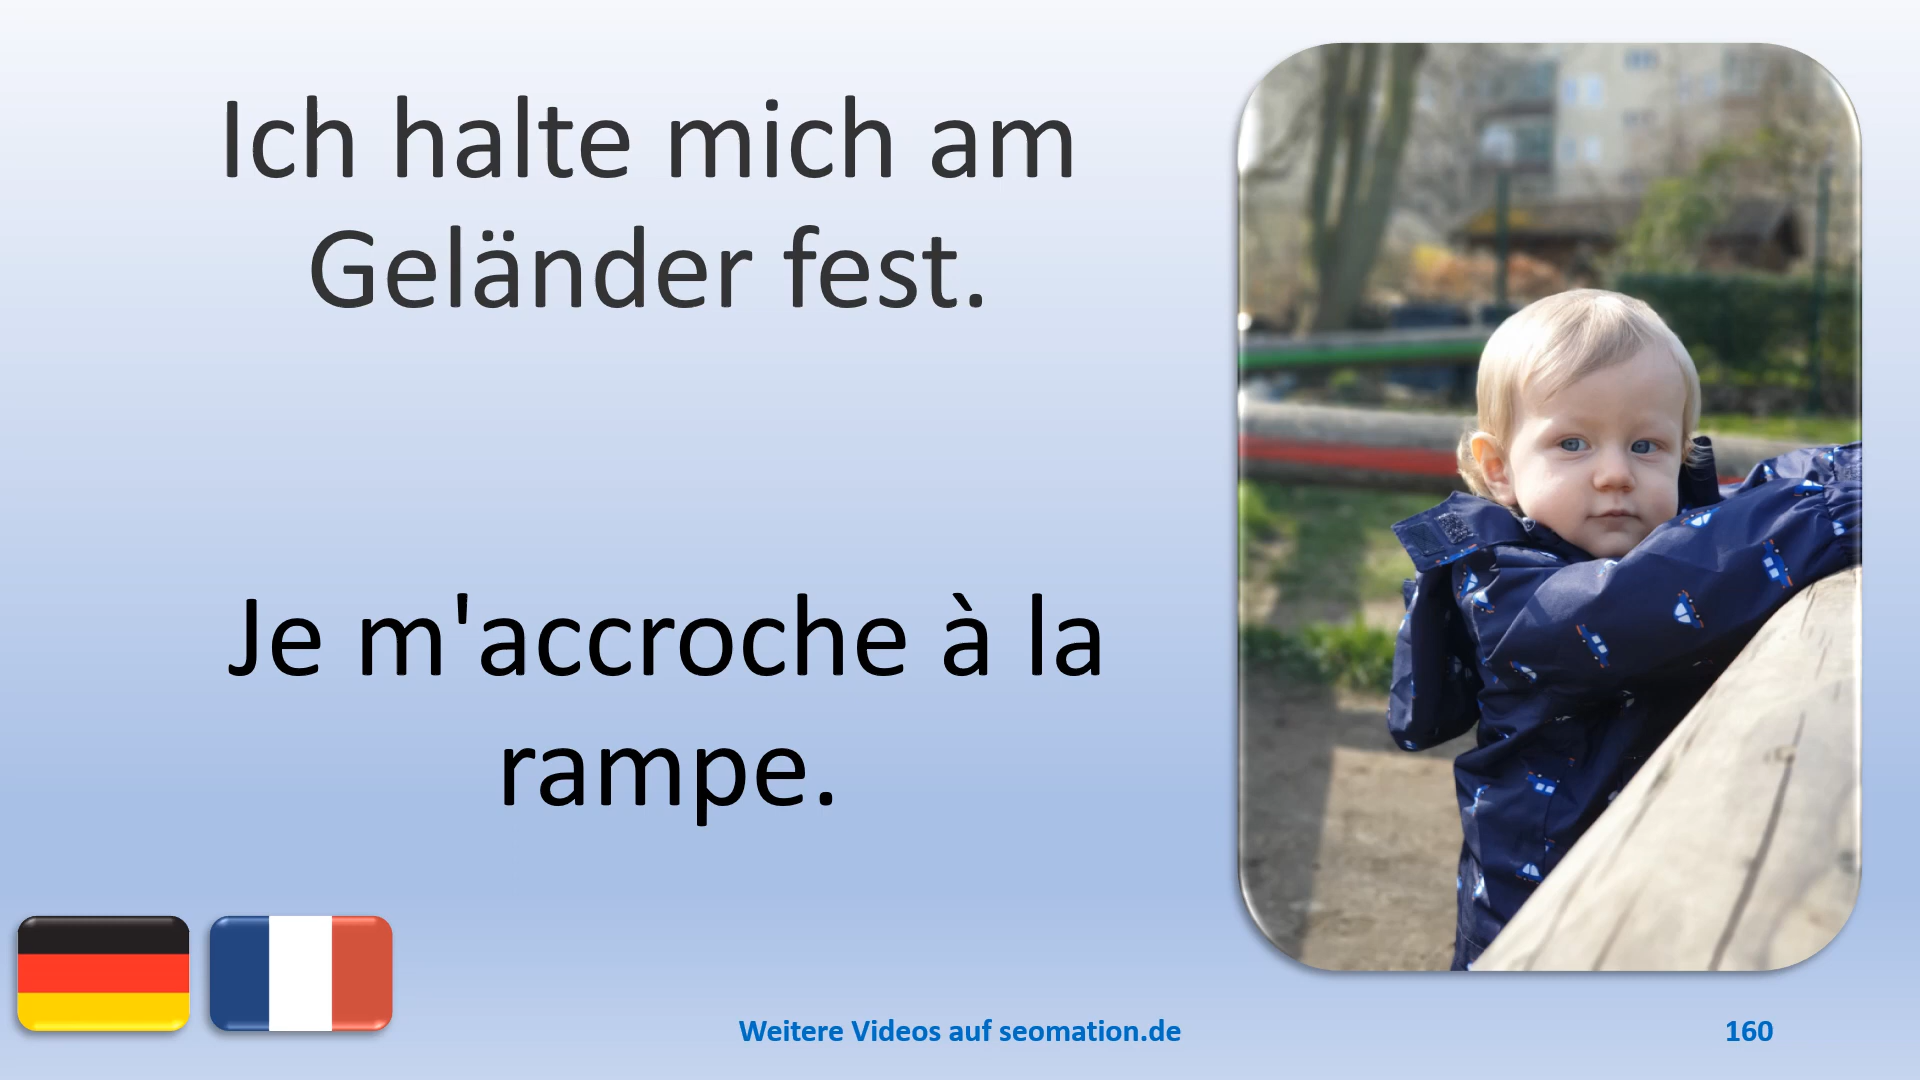 Ich halte mich am
Geländer fest.
Je m'accroche à la
rampe.
Weitere Videos auf seomation.de
160